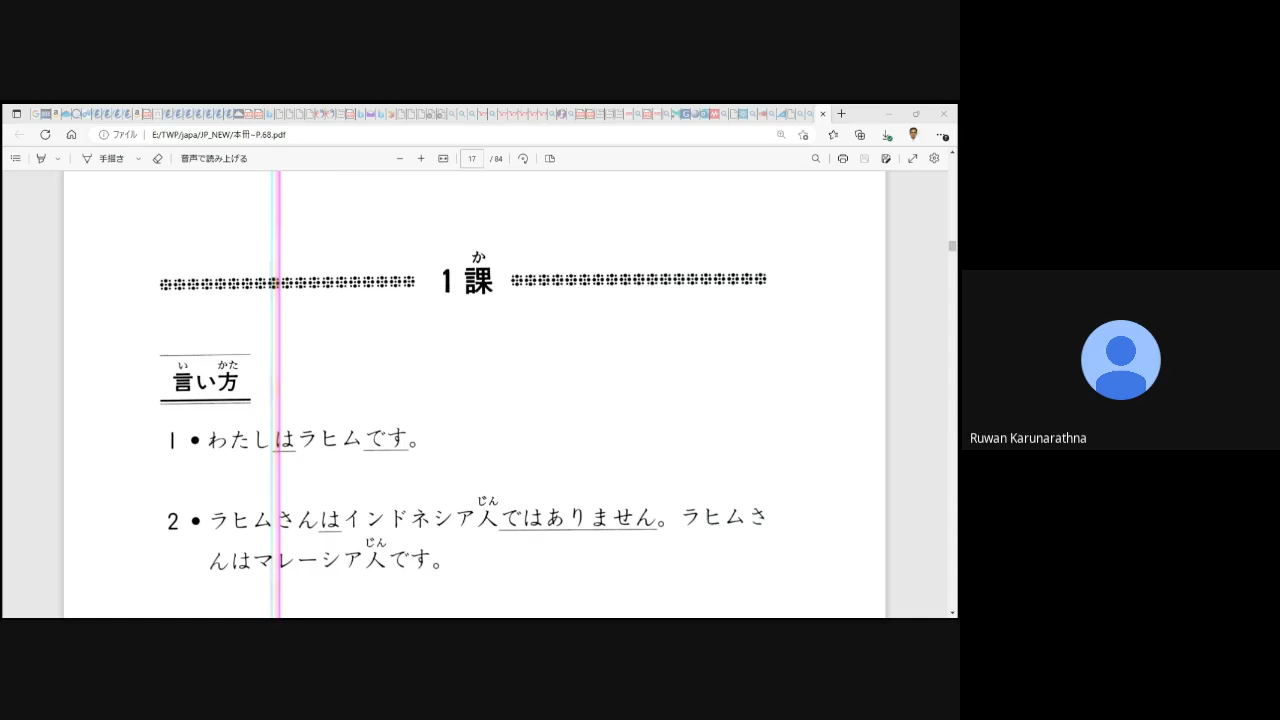 ファイル
E:/TWP/japa/JP_NEW/本冊~P.68.pdf
手描き
音声で読み上げる
17
/ 84
か
1 課
い かた
言い方
1 • わたしはラヒムです。
じん
2 • ラヒムさんはインドネシア人ではありません。ラヒムさ
じん
んはマレーシア人です。
Ruwan Karunarathna